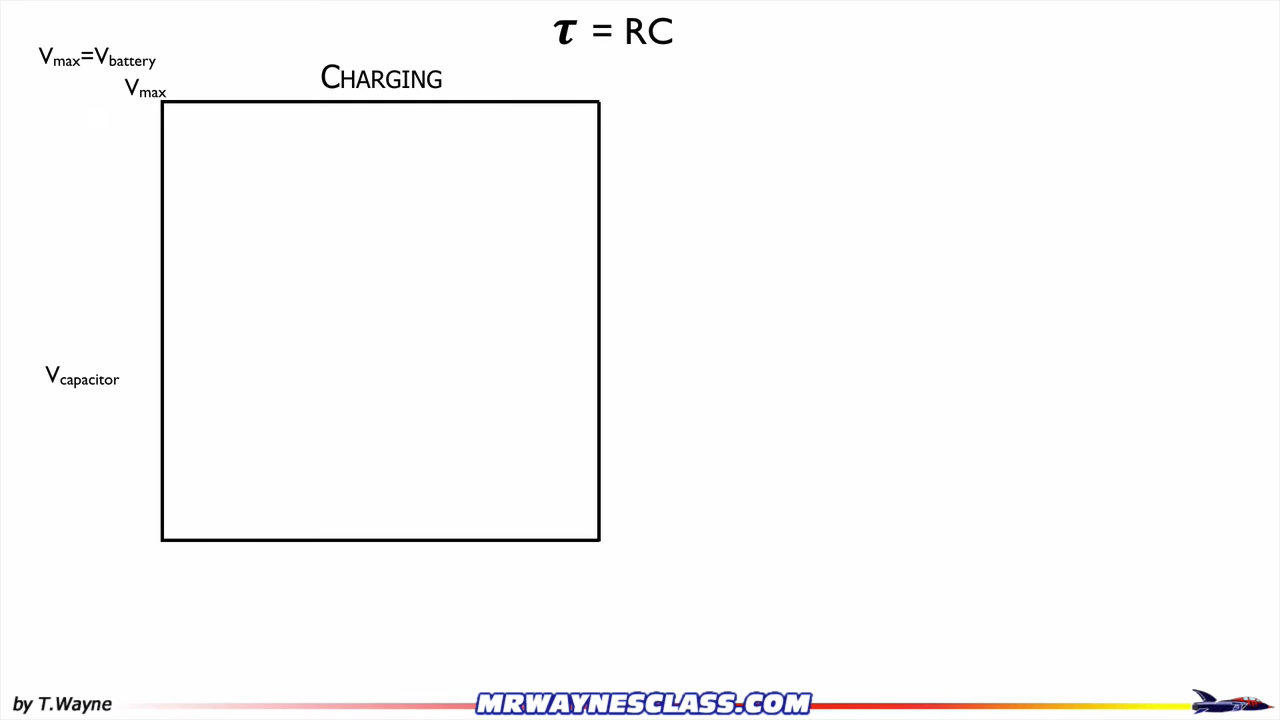 𝝉 = RC
Vmax=Vbattery
Vmax
CHARGING
Vcapacitor
by T.Wayne
MRWAYNESCLASS.COM